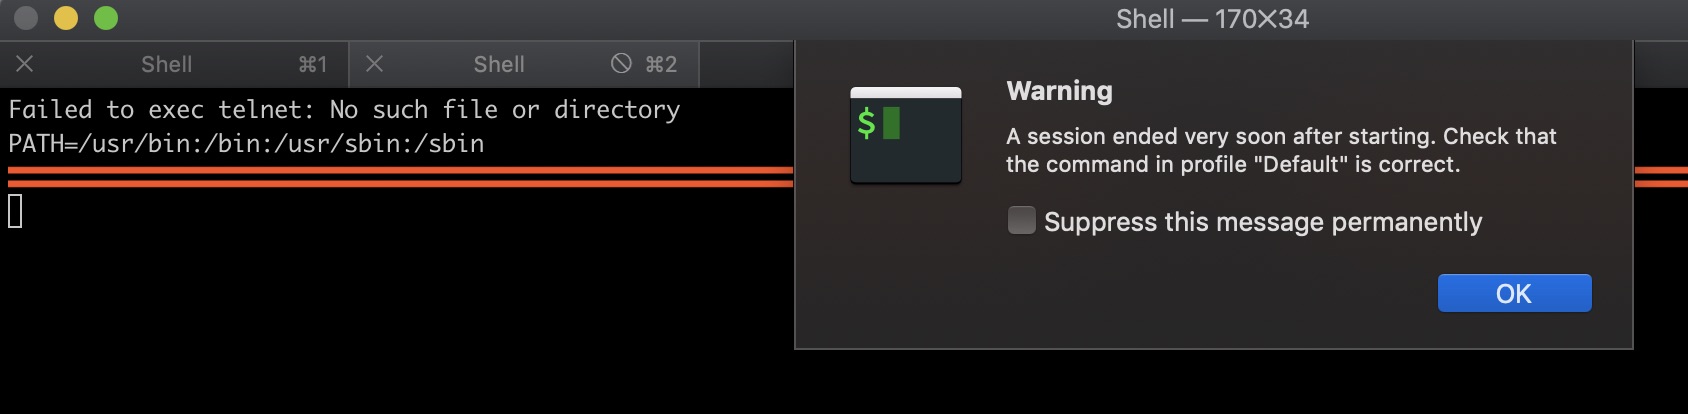 Shell — 170×34
Shell ⌘1
Shell ⌘2
Failed to exec telnet: No such file or directory
PATH=/usr/bin:/bin:/usr/sbin:/sbin
$
Warning
A session ended very soon after starting. Check that
the command in profile "Default" is correct.
Suppress this message permanently
OK